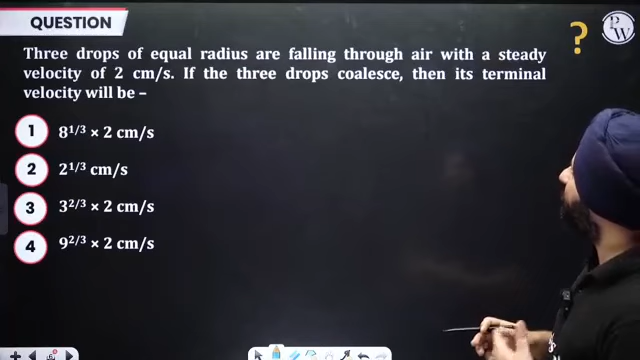 QUESTION
Three drops of equal radius are falling through air with a steady
velocity of 2 cm/s. If the three drops coalesce, then its terminal
velocity will be –
1 8^{1/3} × 2 cm/s
2 2^{1/3} cm/s
3 3^{2/3} × 2 cm/s
4 9^{2/3} × 2 cm/s
?
P
W